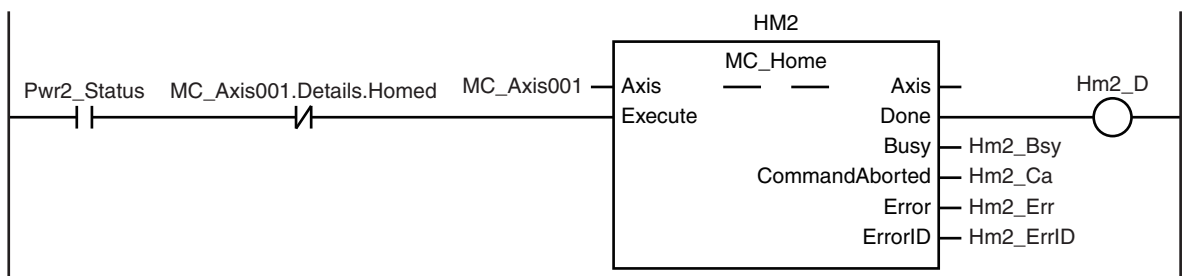 HM2
MC_Home
Pwr2_Status MC_Axis001.Details.Homed MC_Axis001 Axis Axis Hm2_D
Execute Done
Busy Hm2_Bsy
CommandAborted Hm2_Ca
Error Hm2_Err
ErrorID Hm2_ErrID